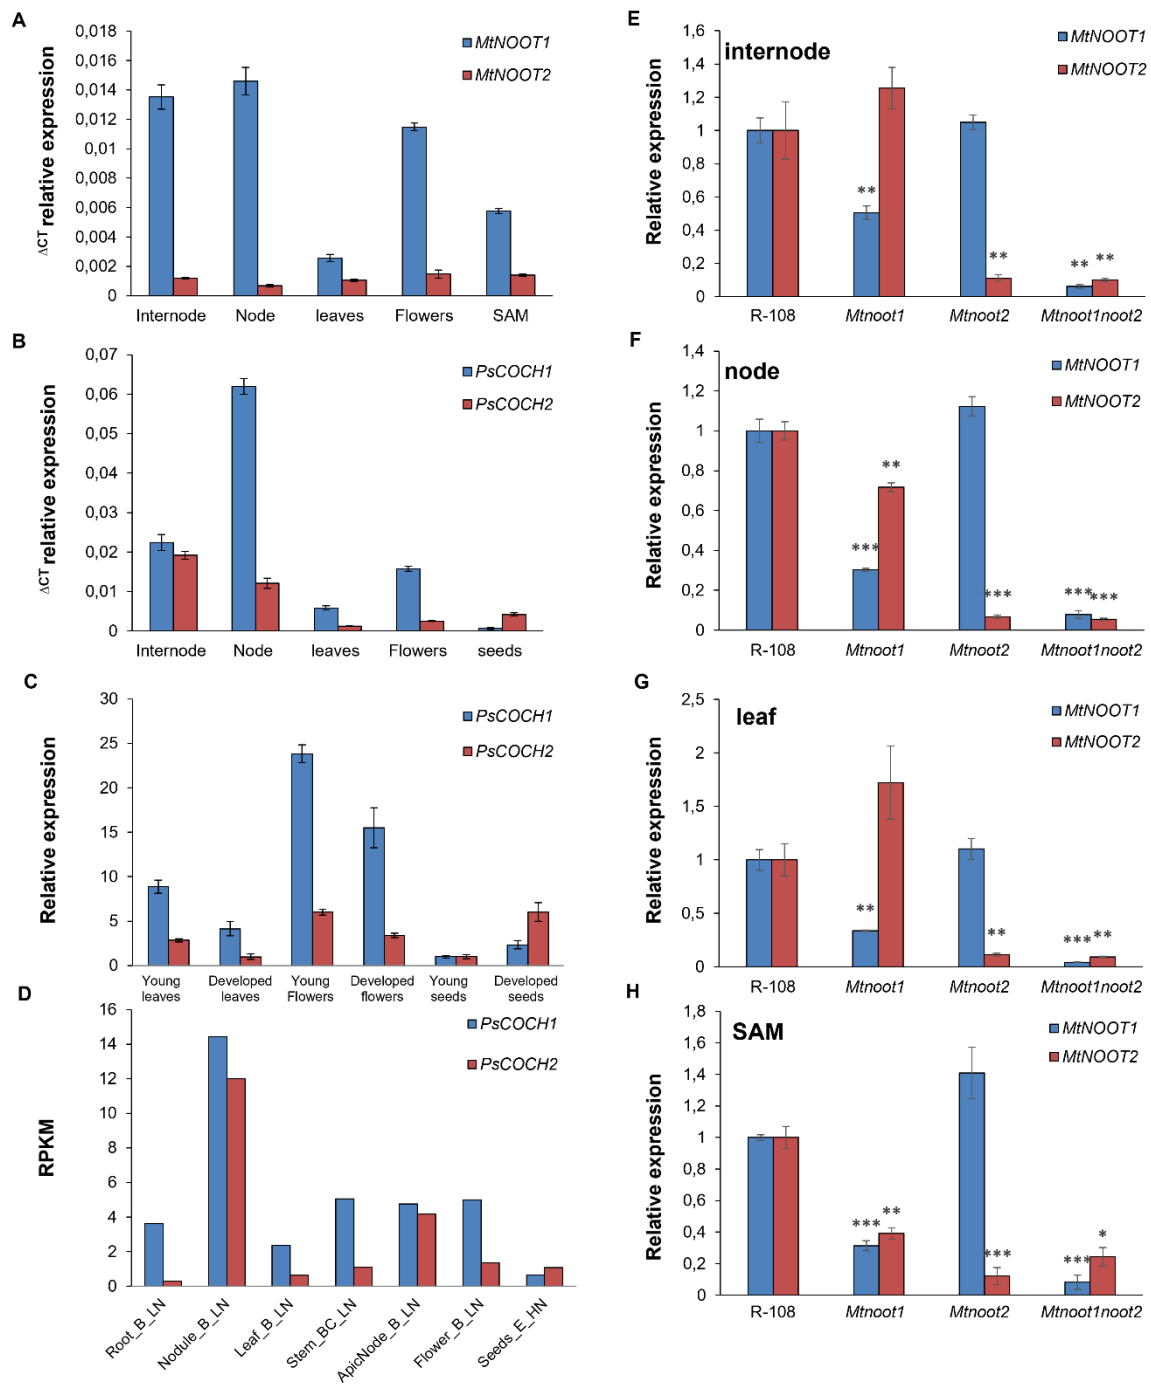 A
0,018
0,016
0,014
0,012
0,01
0,008
0,006
0,004
0,002
0
ΔCT relative expression
MtNOOT1
MtNOOT2
Internode Node leaves Flowers SAM
B
0,07
0,06
0,05
0,04
0,03
0,02
0,01
0
ΔCT relative expression
PsCOCH1
PsCOCH2
Internode Node leaves Flowers seeds
C
30
25
20
15
10
5
0
Relative expression
PsCOCH1
PsCOCH2
Young Developed Young Developed Young Developed
leaves leaves Flowers flowers seeds seeds
D
16
14
12
10
8
6
4
2
0
RPKM
PsCOCH1
PsCOCH2
Root_B_LN
Nodule_B_LN
Leaf_B_LN
Stem_BC_LN
ApicNode_B_LN
Flower_B_LN
Seeds_E_HN
E
internode
1,6
1,4
1,2
1
0,8
0,6
0,4
0,2
0
Relative expression
MtNOOT1
MtNOOT2
** ** ** **
R-108 Mtnoot1 Mtnoot2 Mtnoot1noot2
F
node
1,4
1,2
1
0,8
0,6
0,4
0,2
0
Relative expression
MtNOOT1
MtNOOT2
*** ** *** *** ***
R-108 Mtnoot1 Mtnoot2 Mtnoot1noot2
G
leaf
2,5
2
1,5
1
0,5
0
Relative expression
MtNOOT1
MtNOOT2
** ** *** **
R-108 Mtnoot1 Mtnoot2 Mtnoot1noot2
H
SAM
1,8
1,6
1,4
1,2
1
0,8
0,6
0,4
0,2
0
Relative expression
MtNOOT1
MtNOOT2
*** ** *** *** *
R-108 Mtnoot1 Mtnoot2 Mtnoot1noot2